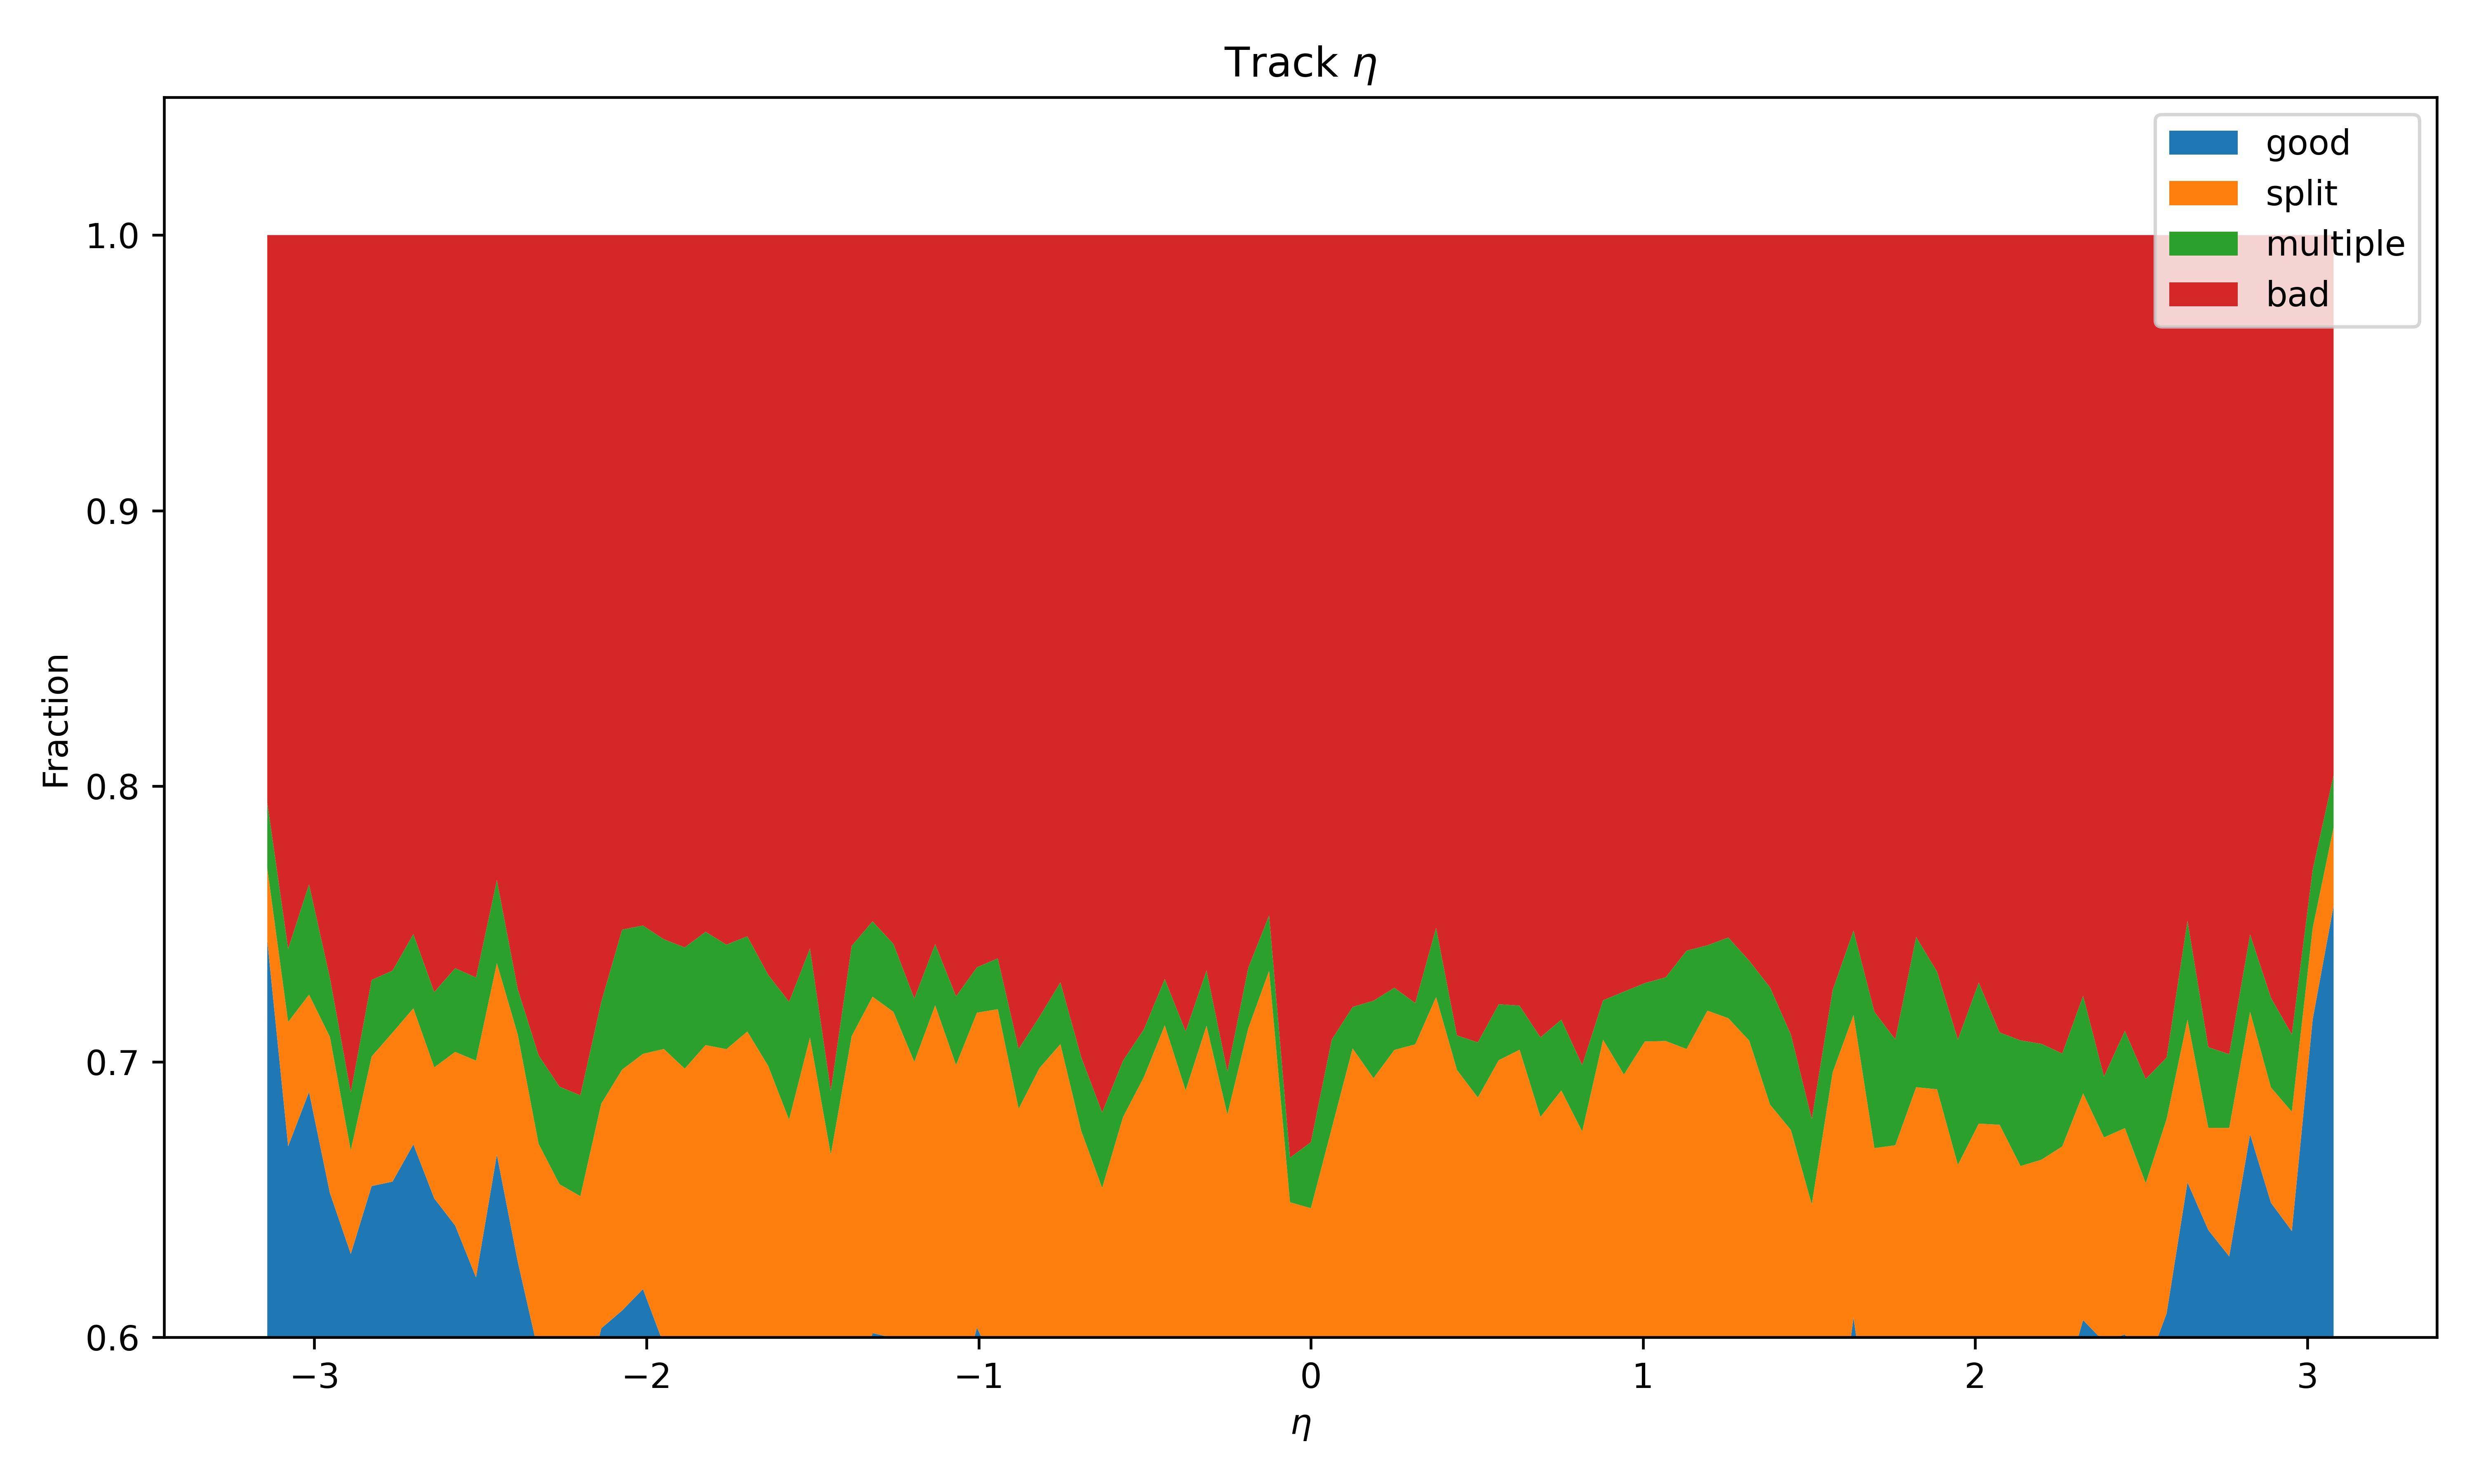 Track η
good
split
multiple
bad
1.0
0.9
0.8
0.7
0.6
Fraction
−3 −2 −1 0 1 2 3
η